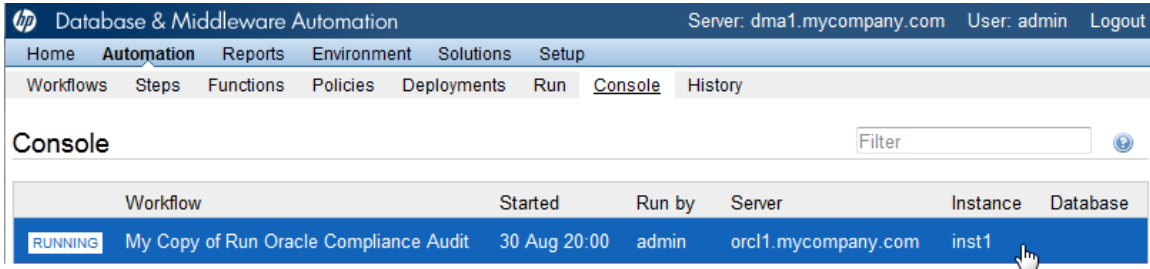 hp Database & Middleware Automation Server: dma1.mycompany.com User: admin Logout
Home Automation Reports Environment Solutions Setup
Workflows Steps Functions Policies Deployments Run Console History
Console Filter ?
Workflow Started Run by Server Instance Database
RUNNING My Copy of Run Oracle Compliance Audit 30 Aug 20:00 admin orcl1.mycompany.com inst1